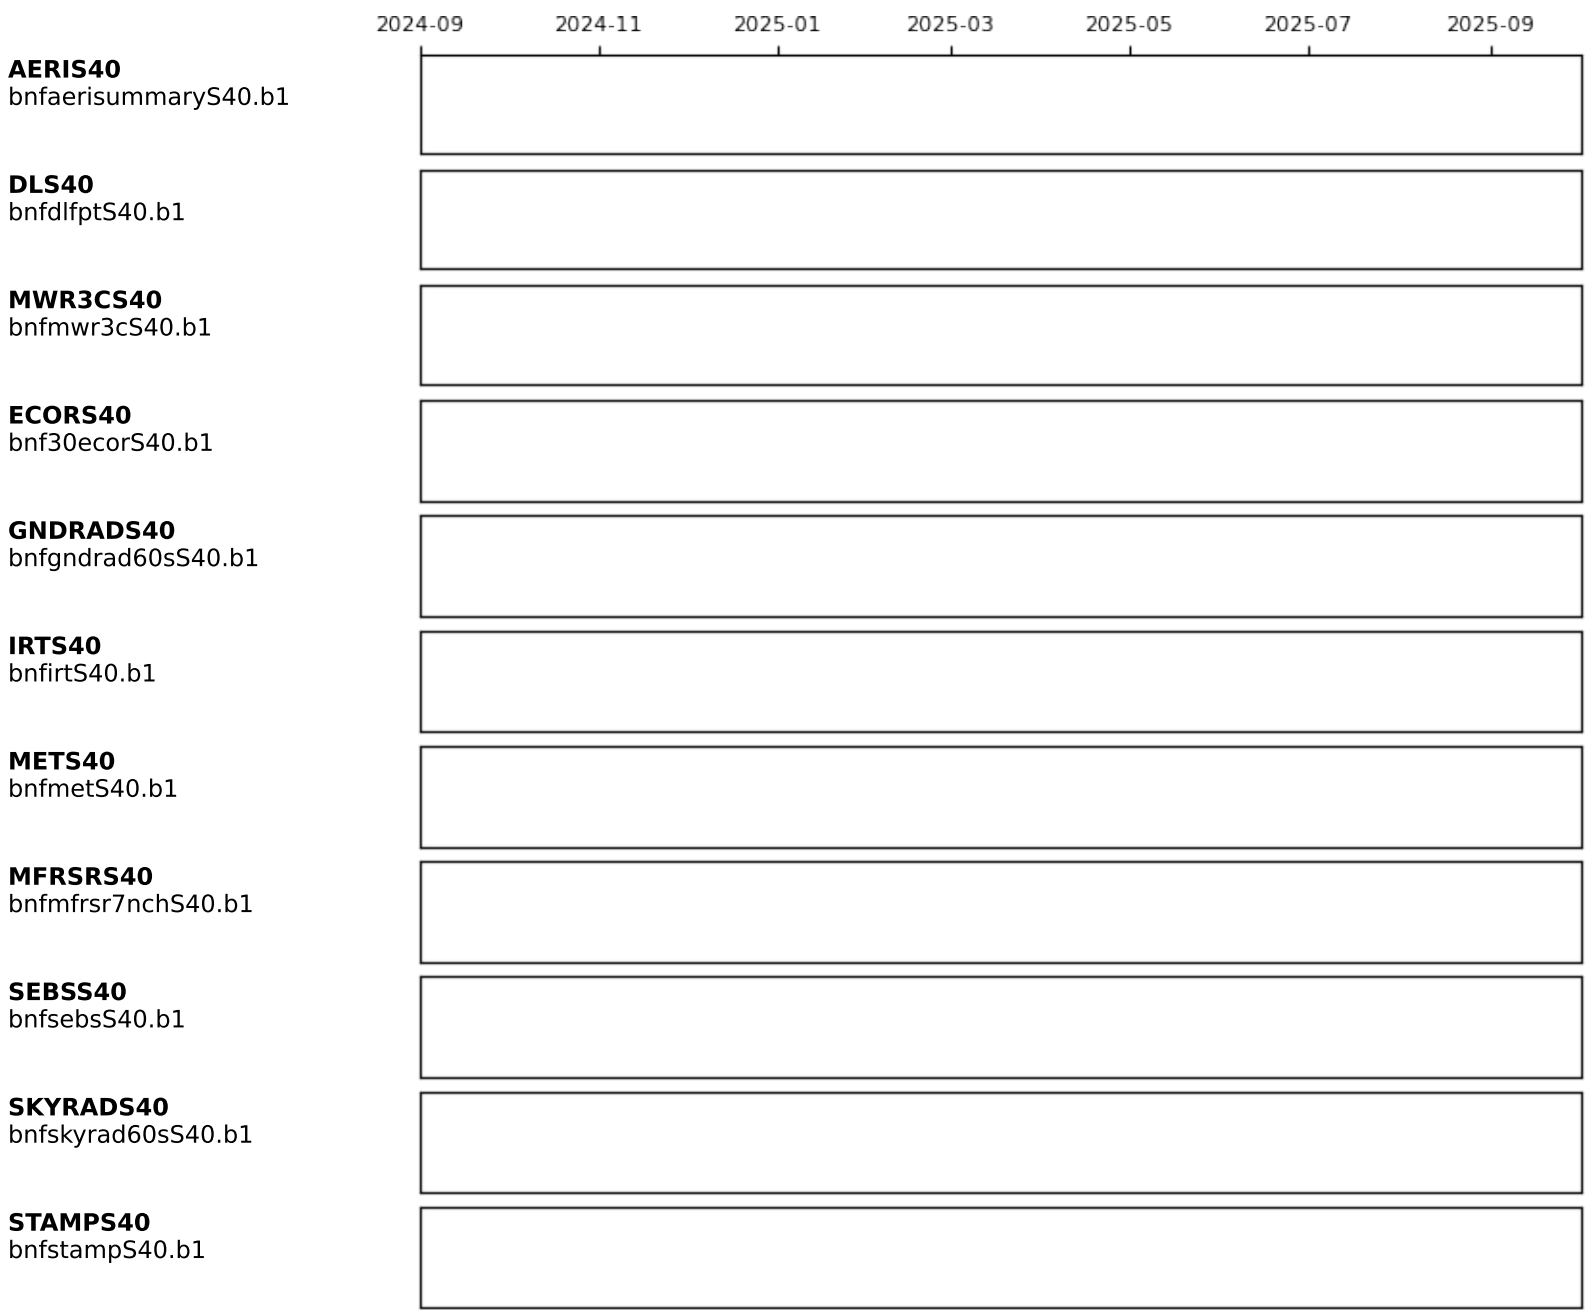 2024-09 2024-11 2025-01 2025-03 2025-05 2025-07 2025-09
AERIS40
bnfaerisummaryS40.b1
DLS40
bnfdlfptS40.b1
MWR3CS40
bnfmwr3cS40.b1
ECORS40
bnf30ecorS40.b1
GNDRADS40
bnfgndrad60sS40.b1
IRTS40
bnfirtS40.b1
METS40
bnfmetS40.b1
MFRSRS40
bnfmfrsr7nchS40.b1
SEBSS40
bnfsebsS40.b1
SKYRADS40
bnfskyrad60sS40.b1
STAMPS40
bnfstampS40.b1